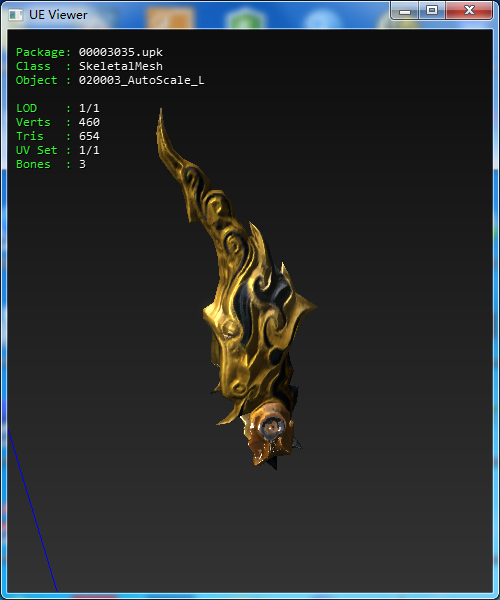 UE Viewer
Package: 00003035.upk
Class : SkeletalMesh
Object : 020003_AutoScale_L
LOD : 1/1
Verts : 460
Tris : 654
UV Set : 1/1
Bones : 3